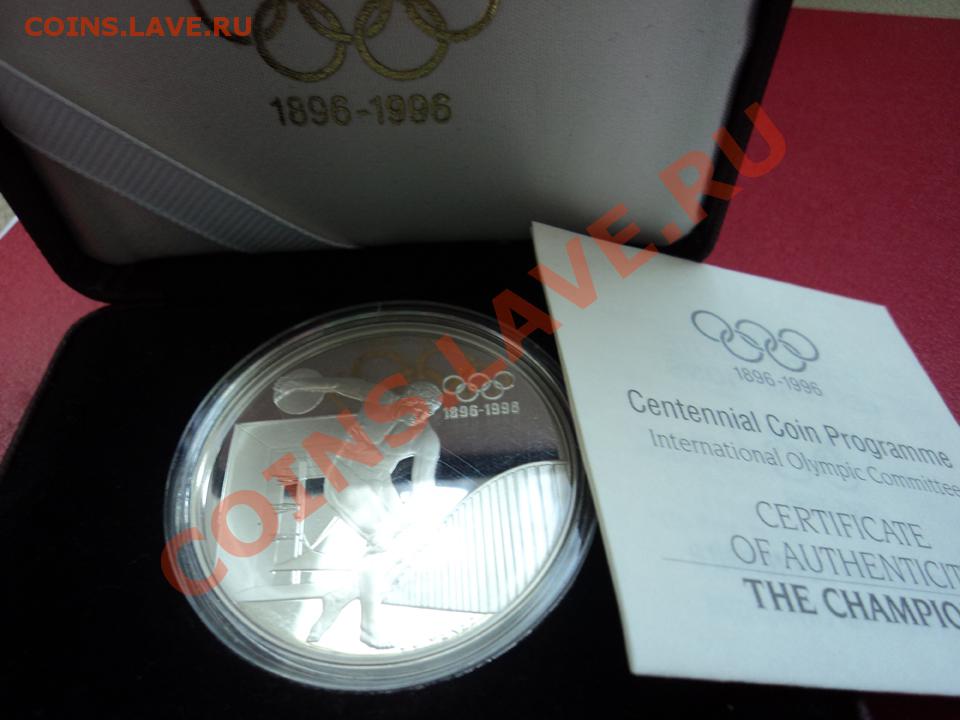 COINS.LAVE.RU
1896-1996
COINS.LAVE.RU
1896-1996
1896-1996
Centennial Coin Programme
International Olympic Committee
CERTIFICATE
OF AUTHENTICIT
THE CHAMPIO